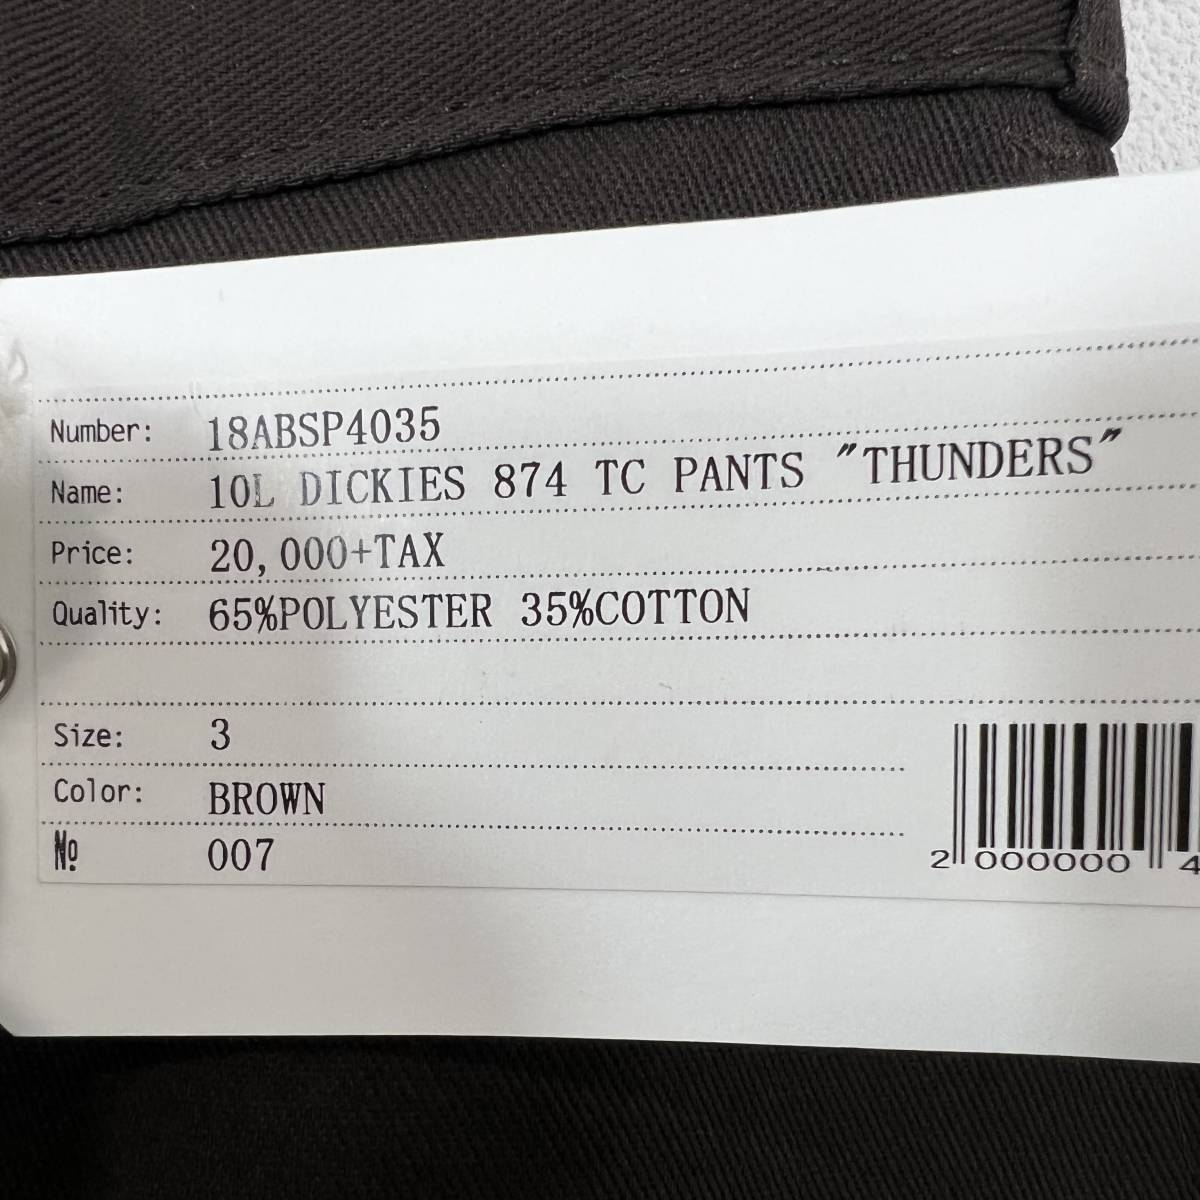 Number: 18ABSP4035
Name: 10L DICKIES 874 TC PANTS "THUNDERS"
Price: 20,000+TAX
Quality: 65%POLYESTER 35%COTTON
Size: 3
Color: BROWN
№ 007
2 000000 4